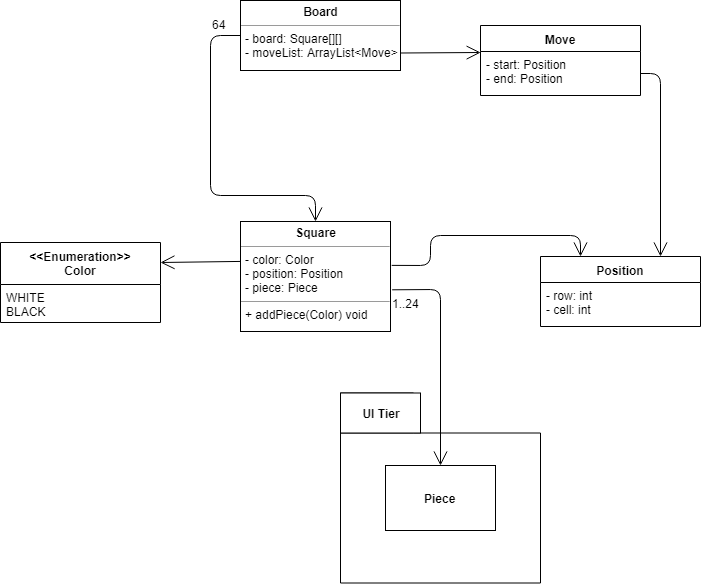 Board
- board: Square[][]
- moveList: ArrayList<Move>
64
Move
- start: Position
- end: Position
Square
- color: Color
- position: Position
- piece: Piece
+ addPiece(Color) void
<<Enumeration>>
Color
WHITE
BLACK
Position
- row: int
- cell: int
1..24
UI Tier
Piece